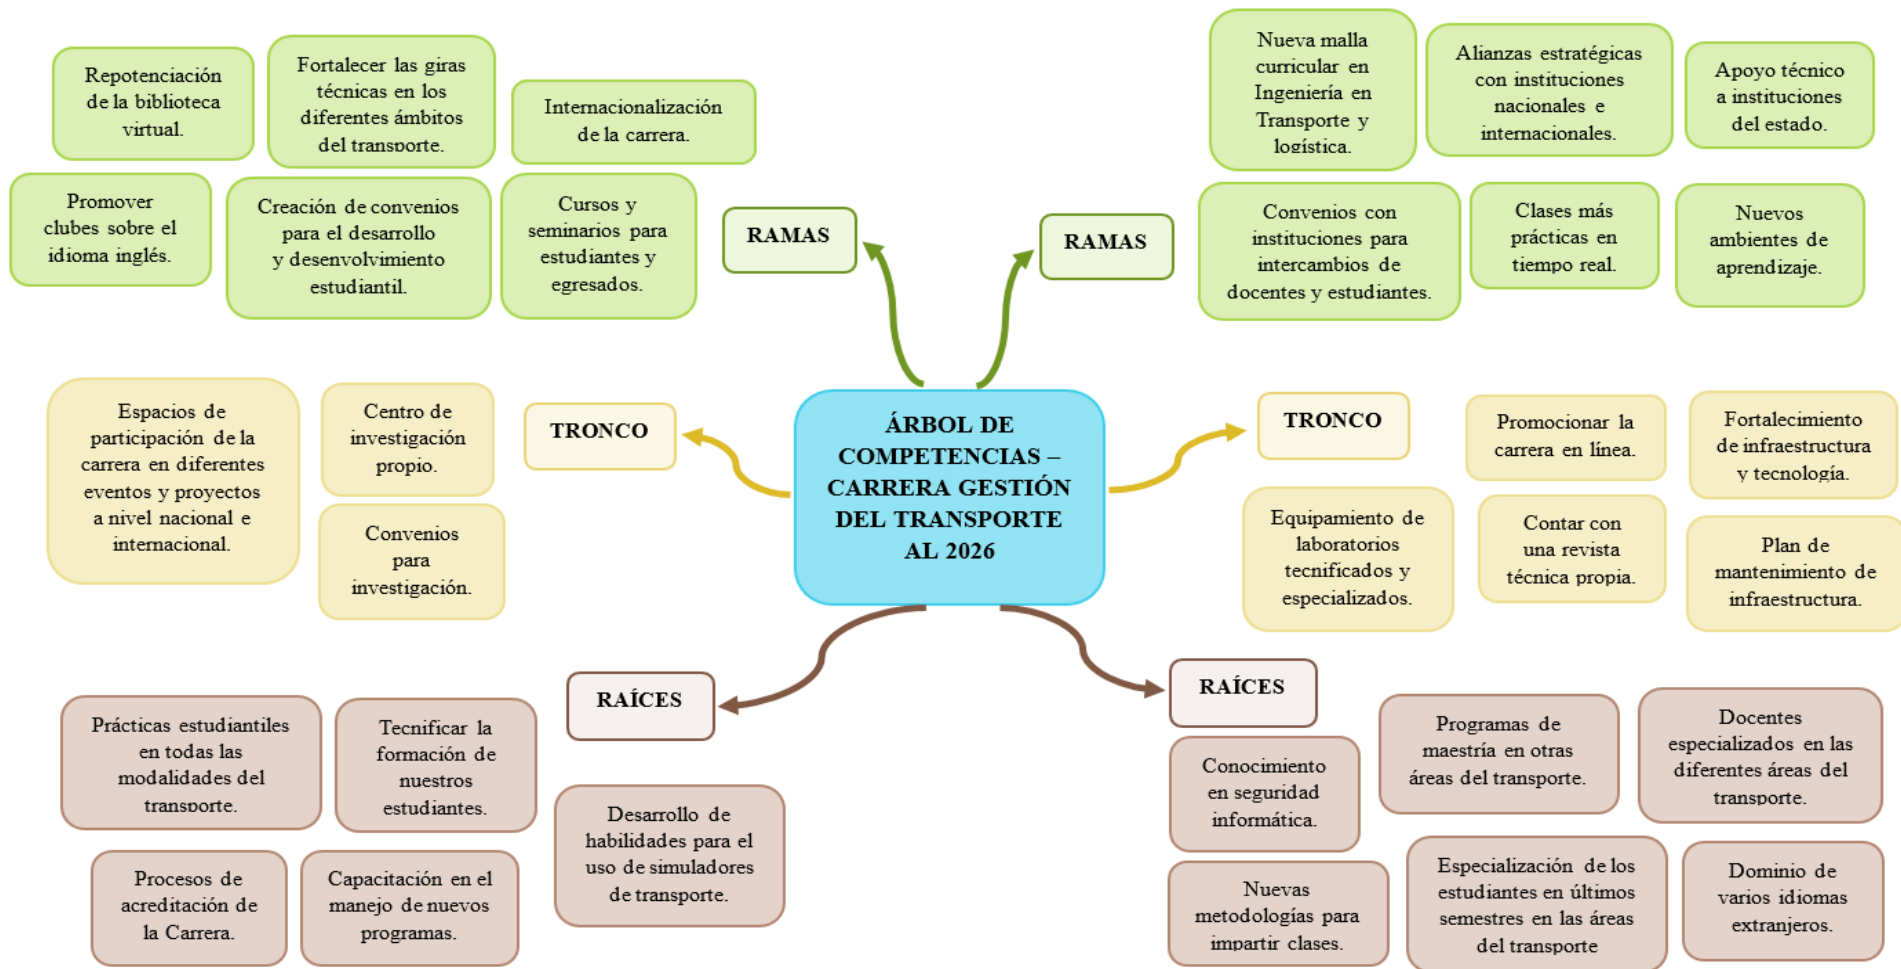 Repotenciación
de la biblioteca
virtual.
Fortalecer las giras
técnicas en los
diferentes ámbitos
del transporte.
Internacionalización
de la carrera.
Promover
clubes sobre el
idioma inglés.
Creación de convenios
para el desarrollo
y desenvolvimiento
estudiantil.
Cursos y
seminarios para
estudiantes y
egresados.
RAMAS
RAMAS
Nueva malla
curricular en
Ingeniería en
Transporte y
logística.
Alianzas estratégicas
con instituciones
nacionales e
internacionales.
Apoyo técnico
a instituciones
del estado.
Convenios con
instituciones para
intercambios de
docentes y estudiantes.
Clases más
prácticas en
tiempo real.
Nuevos
ambientes de
aprendizaje.
Espacios de
participación de la
carrera en diferentes
eventos y proyectos
a nivel nacional e
internacional.
Centro de
investigación
propio.
Convenios
para
investigación.
TRONCO
ÁRBOL DE
COMPETENCIAS –
CARRERA GESTIÓN
DEL TRANSPORTE
AL 2026
TRONCO
Promocionar la
carrera en línea.
Fortalecimiento
de infraestructura
y tecnología.
Equipamiento de
laboratorios
tecnificados y
especializados.
Contar con
una revista
técnica propia.
Plan de
mantenimiento de
infraestructura.
RAÍCES
Prácticas estudiantiles
en todas las
modalidades del
transporte.
Tecnificar la
formación de
nuestros
estudiantes.
Desarrollo de
habilidades para el
uso de simuladores
de transporte.
Procesos de
acreditación de
la Carrera.
Capacitación en el
manejo de nuevos
programas.
RAÍCES
Conocimiento
en seguridad
informática.
Programas de
maestría en otras
áreas del transporte.
Docentes
especializados en las
diferentes áreas del
transporte.
Nuevas
metodologías para
impartir clases.
Especialización de los
estudiantes en últimos
semestres en las áreas
del transporte
Dominio de
varios idiomas
extranjeros.